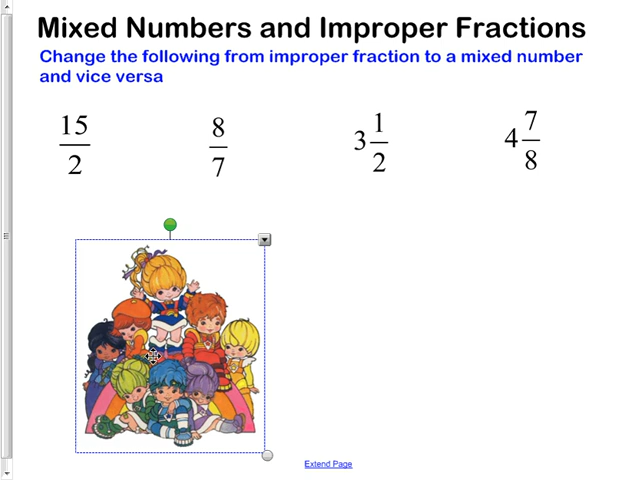 Mixed Numbers and Improper Fractions
Change the following from improper fraction to a mixed number
and vice versa
15/2 8/7 3 1/2 4 7/8
Extend Page